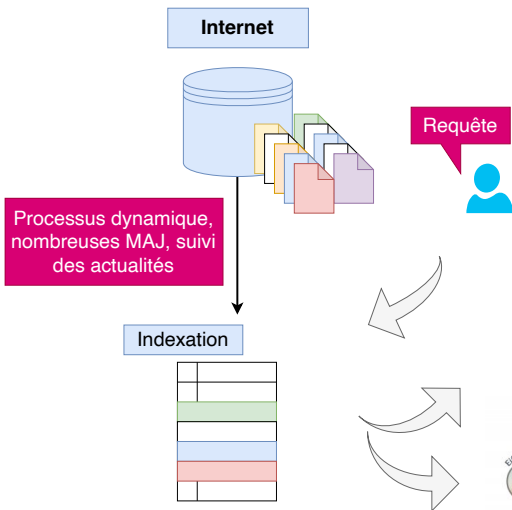 Internet
Requête
Processus dynamique,
nombreuses MAJ, suivi
des actualités
Indexation